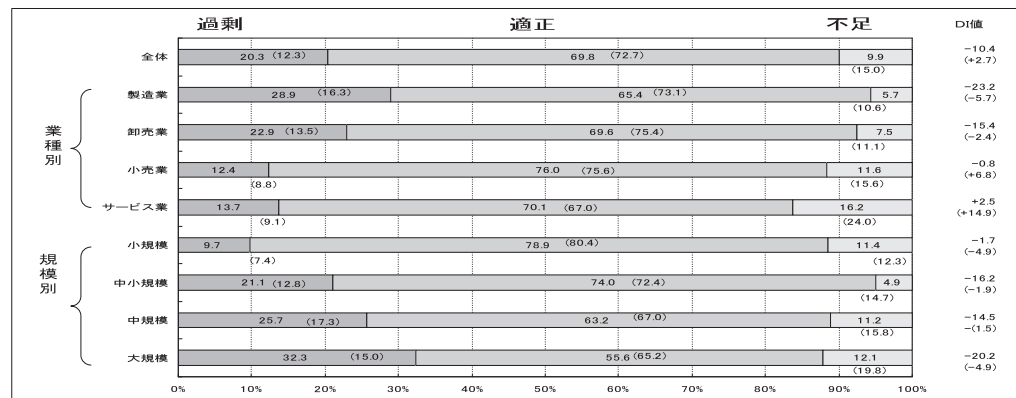 過剰 適正 不足 DI値
全体 20.3 (12.3) 69.8 (72.7) 9.9 −10.4
(15.0) (+2.7)
製造業 28.9 (16.3) 65.4 (73.1) 5.7 −23.2
(10.6) (−5.7)
卸売業 22.9 (13.5) 69.6 (75.4) 7.5 −15.4
(11.1) (−2.4)
小売業 12.4 76.0 (75.6) 11.6 −0.8
(8.8) (15.6) (+6.8)
サービス業 13.7 70.1 (67.0) 16.2 +2.5
(9.1) (24.0) (+14.9)
業種別
小規模 9.7 78.9 (80.4) 11.4 −1.7
(7.4) (12.3) (−4.9)
中小規模 21.1 (12.8) 74.0 (72.4) 4.9 −16.2
(14.7) (−1.9)
中規模 25.7 (17.3) 63.2 (67.0) 11.2 −14.5
(15.8) −(1.5)
大規模 32.3 (15.0) 55.6 (65.2) 12.1 −20.2
(19.8) (−4.9)
規模別
0% 10% 20% 30% 40% 50% 60% 70% 80% 90% 100%